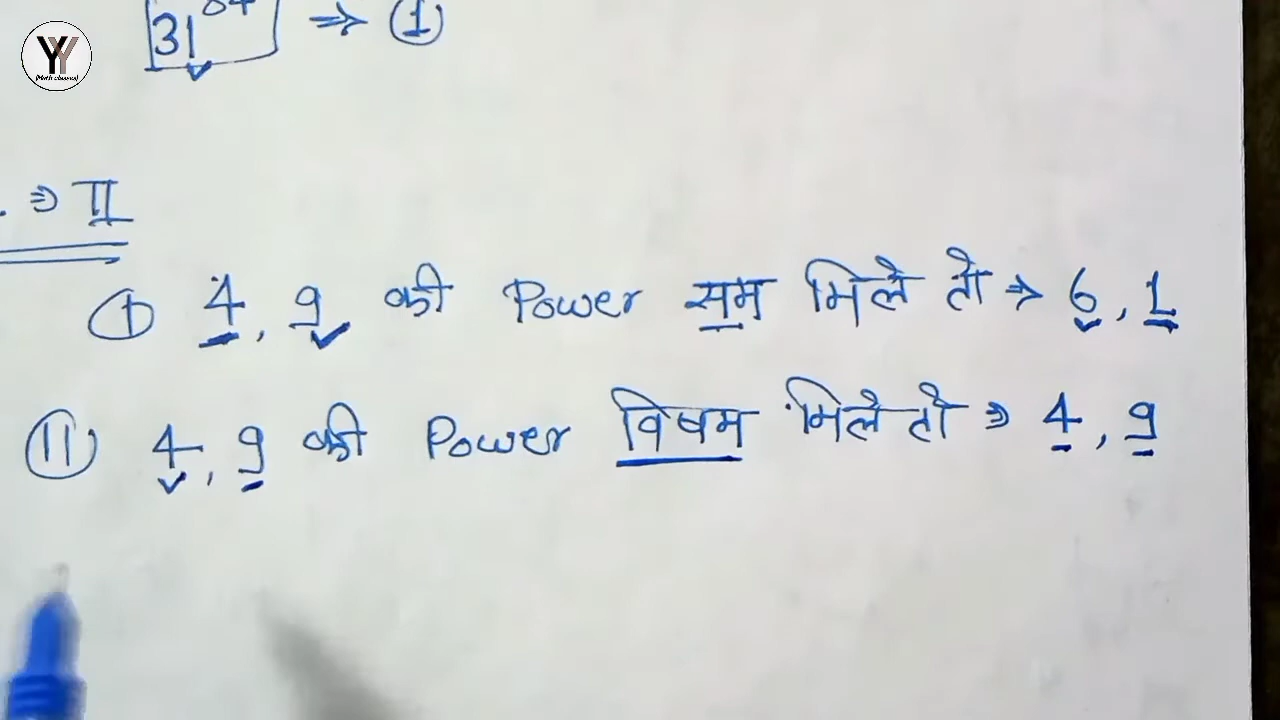 31 ⇒ ①
⇒ II
Ⓘ 4, 9 की Power सम मिले तो ⇒ 6, 1
Ⓘⓘ 4, 9 की Power विषम मिले तो ⇒ 4, 9